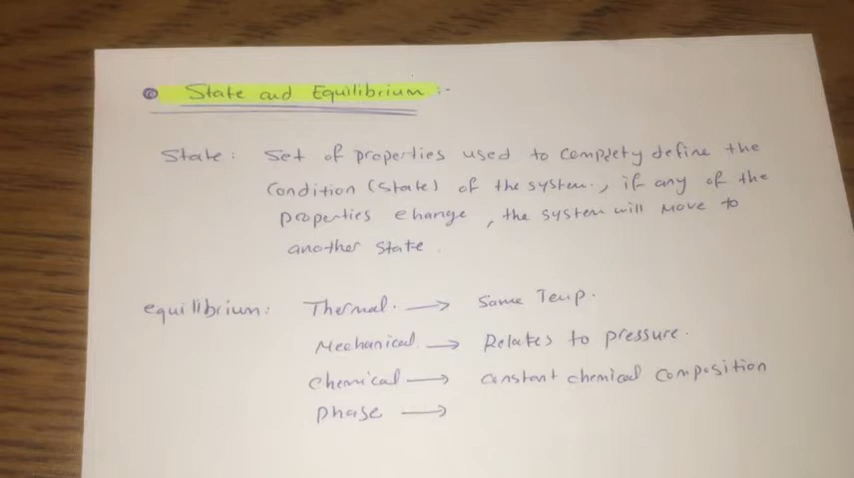 State and Equilibrium :-
State: Set of properties used to complety define the
Condition (state) of the system., if any of the
properties change, the system will move to
another state.
equilibrium: Thermal. → Same Temp.
Mechanical. → Relates to pressure.
Chemical → constant chemical composition
phase →